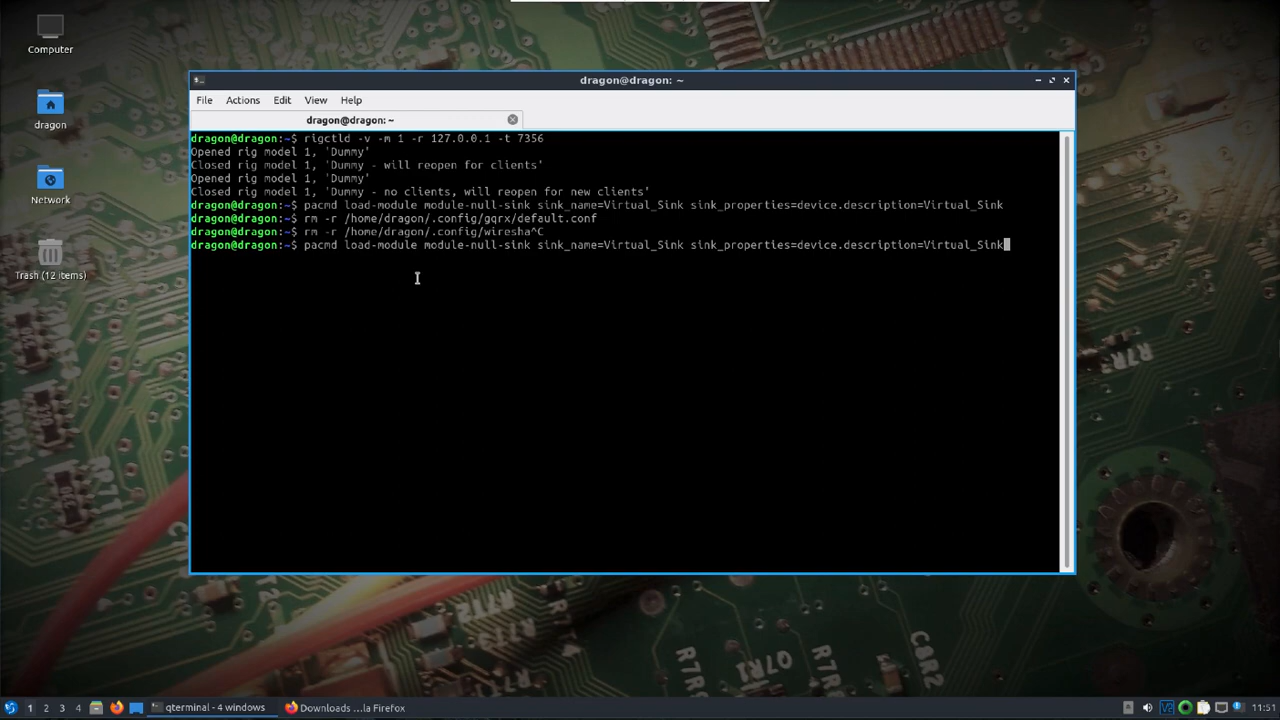 Computer
dragon
Network
Trash (12 items)
dragon@dragon: ~
File Actions Edit View Help
dragon@dragon: ~
dragon@dragon:~$ rigctld -v -m 1 -r 127.0.0.1 -t 7356
Opened rig model 1, 'Dummy'
Closed rig model 1, 'Dummy - will reopen for clients'
Opened rig model 1, 'Dummy'
Closed rig model 1, 'Dummy - no clients, will reopen for new clients'
dragon@dragon:~$ pacmd load-module module-null-sink sink_name=Virtual_Sink sink_properties=device.description=Virtual_Sink
dragon@dragon:~$ rm -r /home/dragon/.config/gqrx/default.conf
dragon@dragon:~$ rm -r /home/dragon/.config/wiresha^C
dragon@dragon:~$ pacmd load-module module-null-sink sink_name=Virtual_Sink sink_properties=device.description=Virtual_Sink
1 2 3 4 qterminal - 4 windows Downloads ...la Firefox 11:51